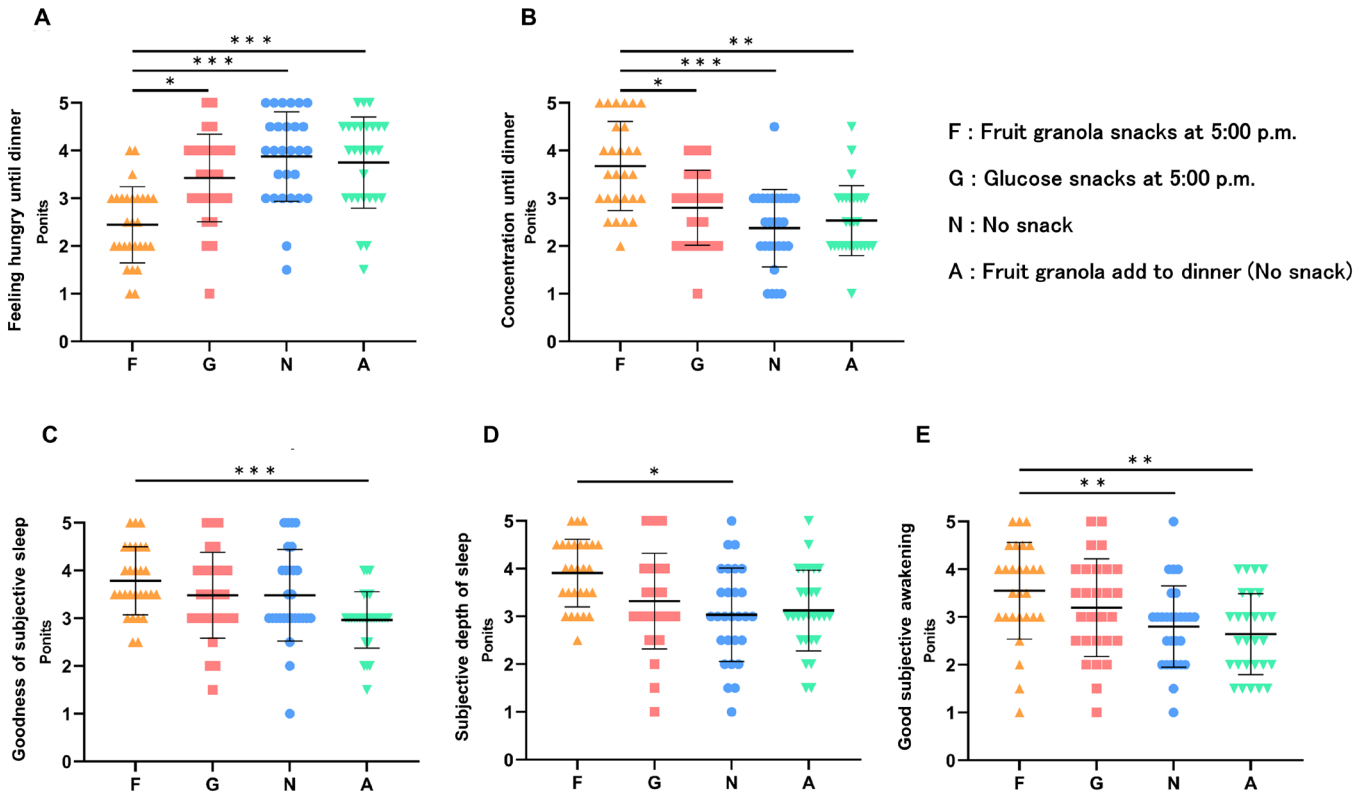 A
* * *
* * *
*
Feeling hungry until dinner
Ponits
5
4
3
2
1
0
F G N A
B
* *
* * *
*
Concentration until dinner
Ponits
5
4
3
2
1
0
F G N A
F : Fruit granola snacks at 5:00 p.m.
G : Glucose snacks at 5:00 p.m.
N : No snack
A : Fruit granola add to dinner (No snack)
C
* * *
Goodness of subjective sleep
Ponits
5
4
3
2
1
0
F G N A
D
*
Subjective depth of sleep
Ponits
5
4
3
2
1
0
F G N A
E
* *
* *
Good subjective awakening
Ponits
5
4
3
2
1
0
F G N A